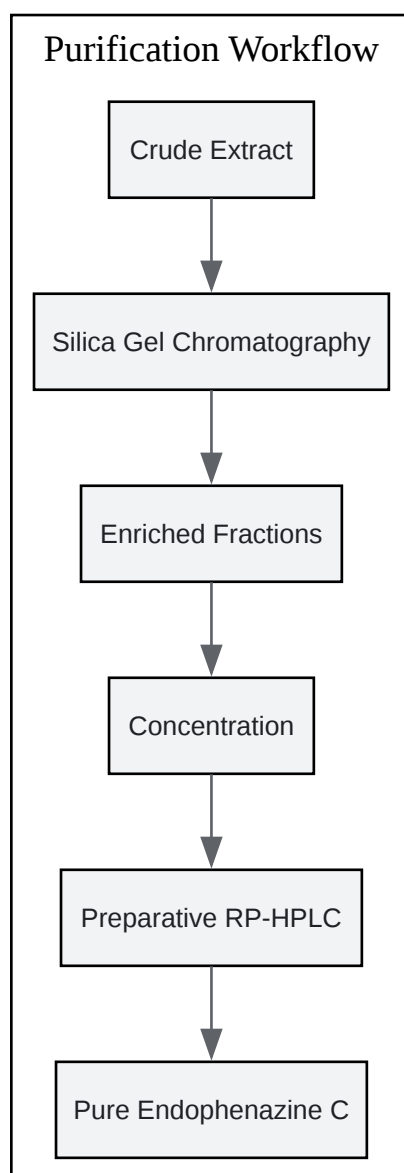 Purification Workflow
Crude Extract
Silica Gel Chromatography
Enriched Fractions
Concentration
Preparative RP-HPLC
Pure Endophenazine C